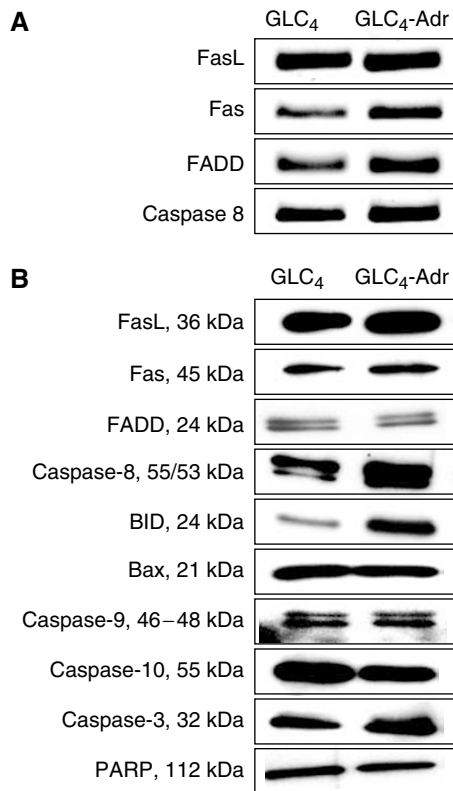 A
GLC4 GLC4-Adr
FasL
Fas
FADD
Caspase 8
B
GLC4 GLC4-Adr
FasL, 36 kDa
Fas, 45 kDa
FADD, 24 kDa
Caspase-8, 55/53 kDa
BID, 24 kDa
Bax, 21 kDa
Caspase-9, 46–48 kDa
Caspase-10, 55 kDa
Caspase-3, 32 kDa
PARP, 112 kDa